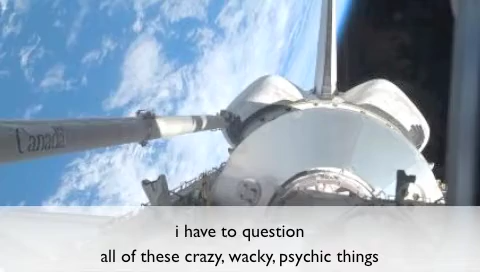 Canada
i have to question
all of these crazy, wacky, psychic things